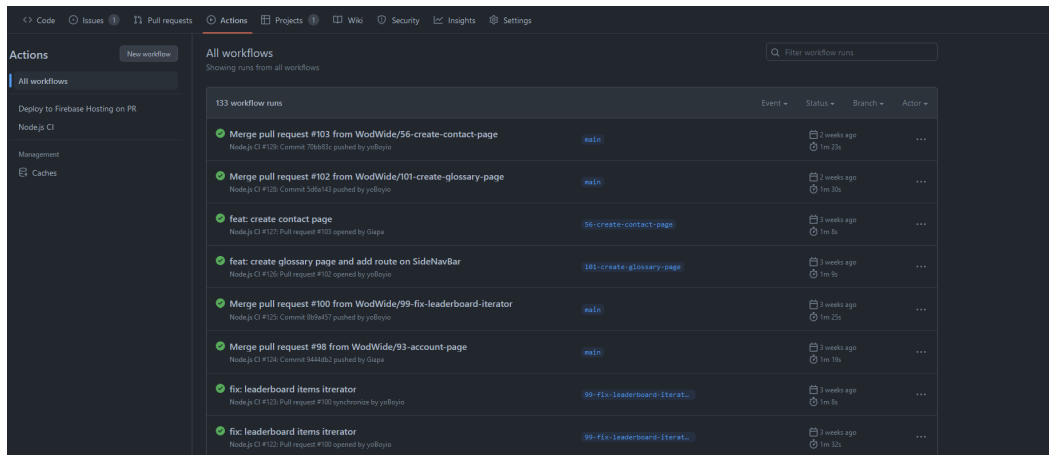 Code Issues 1 Pull requests Actions Projects 1 Wiki Security Insights Settings
Actions
New workflow
All workflows
Deploy to Firebase Hosting on PR
Node.js CI
Management
Caches
All workflows
Showing runs from all workflows
Filter workflow runs
133 workflow runs Event Status Branch Actor
Merge pull request #103 from WodWide/56-create-contact-page
Node.js CI #129: Commit 70bb83c pushed by yoBoyio
main
2 weeks ago
1m 23s
Merge pull request #102 from WodWide/101-create-glossary-page
Node.js CI #128: Commit 5d6a143 pushed by yoBoyio
main
2 weeks ago
1m 30s
feat: create contact page
Node.js CI #127: Pull request #103 opened by Giapa
56-create-contact-page
3 weeks ago
1m 8s
feat: create glossary page and add route on SideNavBar
Node.js CI #126: Pull request #102 opened by yoBoyio
101-create-glossary-page
3 weeks ago
1m 9s
Merge pull request #100 from WodWide/99-fix-leaderboard-iterator
Node.js CI #125: Commit 8b9a457 pushed by yoBoyio
main
3 weeks ago
1m 25s
Merge pull request #98 from WodWide/93-account-page
Node.js CI #124: Commit 9444db2 pushed by Giapa
main
3 weeks ago
1m 19s
fix: leaderboard items itrerator
Node.js CI #123: Pull request #100 synchronize by yoBoyio
99-fix-leaderboard-iterat…
3 weeks ago
1m 8s
fix: leaderboard items itrerator
Node.js CI #122: Pull request #100 opened by yoBoyio
99-fix-leaderboard-iterat…
3 weeks ago
1m 32s